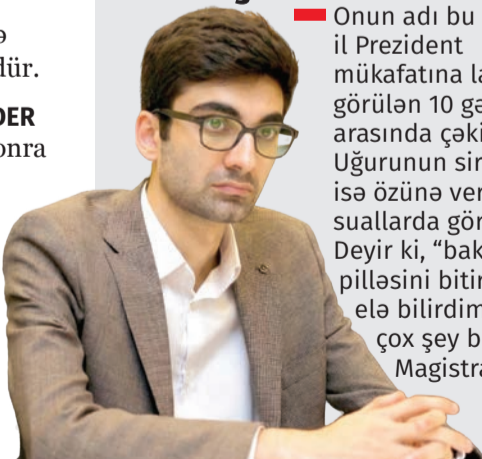 ə
dür.
DER
onra
Onun adı bu
il Prezident
mükafatına la
görülən 10 gə
arasında çəki
Uğurunun sir
isə özünə ver
suallarda gör
Deyir ki, “bak
pilləsini bitir
elə bilirdim
çox şey b
Magistra